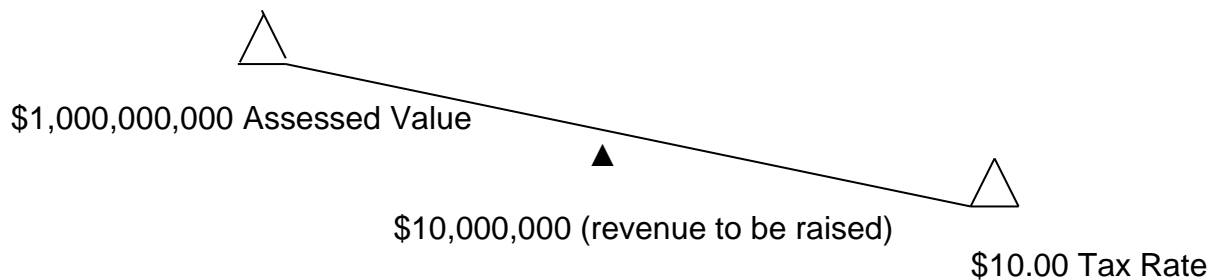 $1,000,000,000 Assessed Value
$10,000,000 (revenue to be raised)
$10.00 Tax Rate